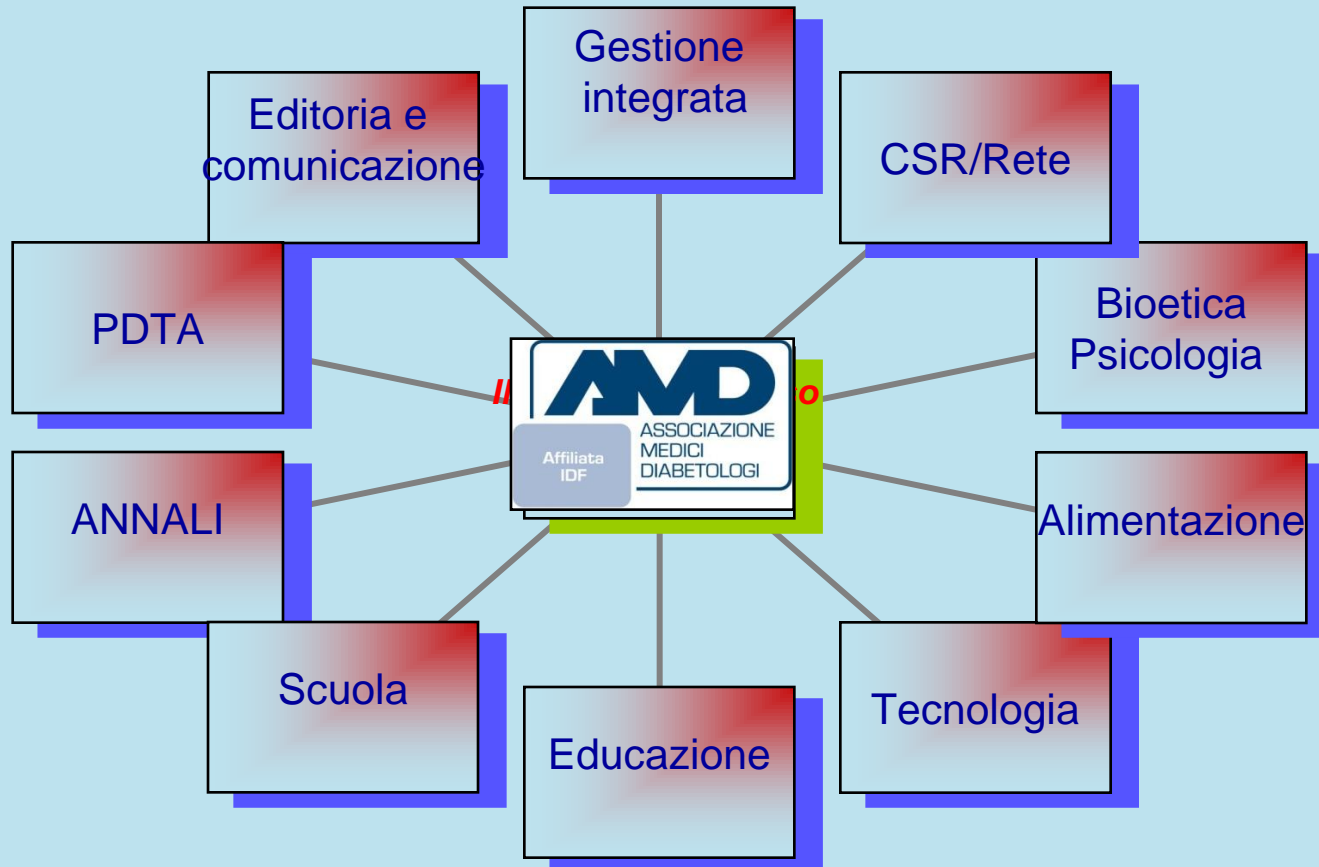 Gestione
integrata
Editoria e
comunicazione
CSR/Rete
PDTA
Bioetica
Psicologia
AMD
ASSOCIAZIONE
MEDICI
DIABETOLOGI
Affiliata
IDF
ANNALI
Alimentazione
Scuola
Tecnologia
Educazione